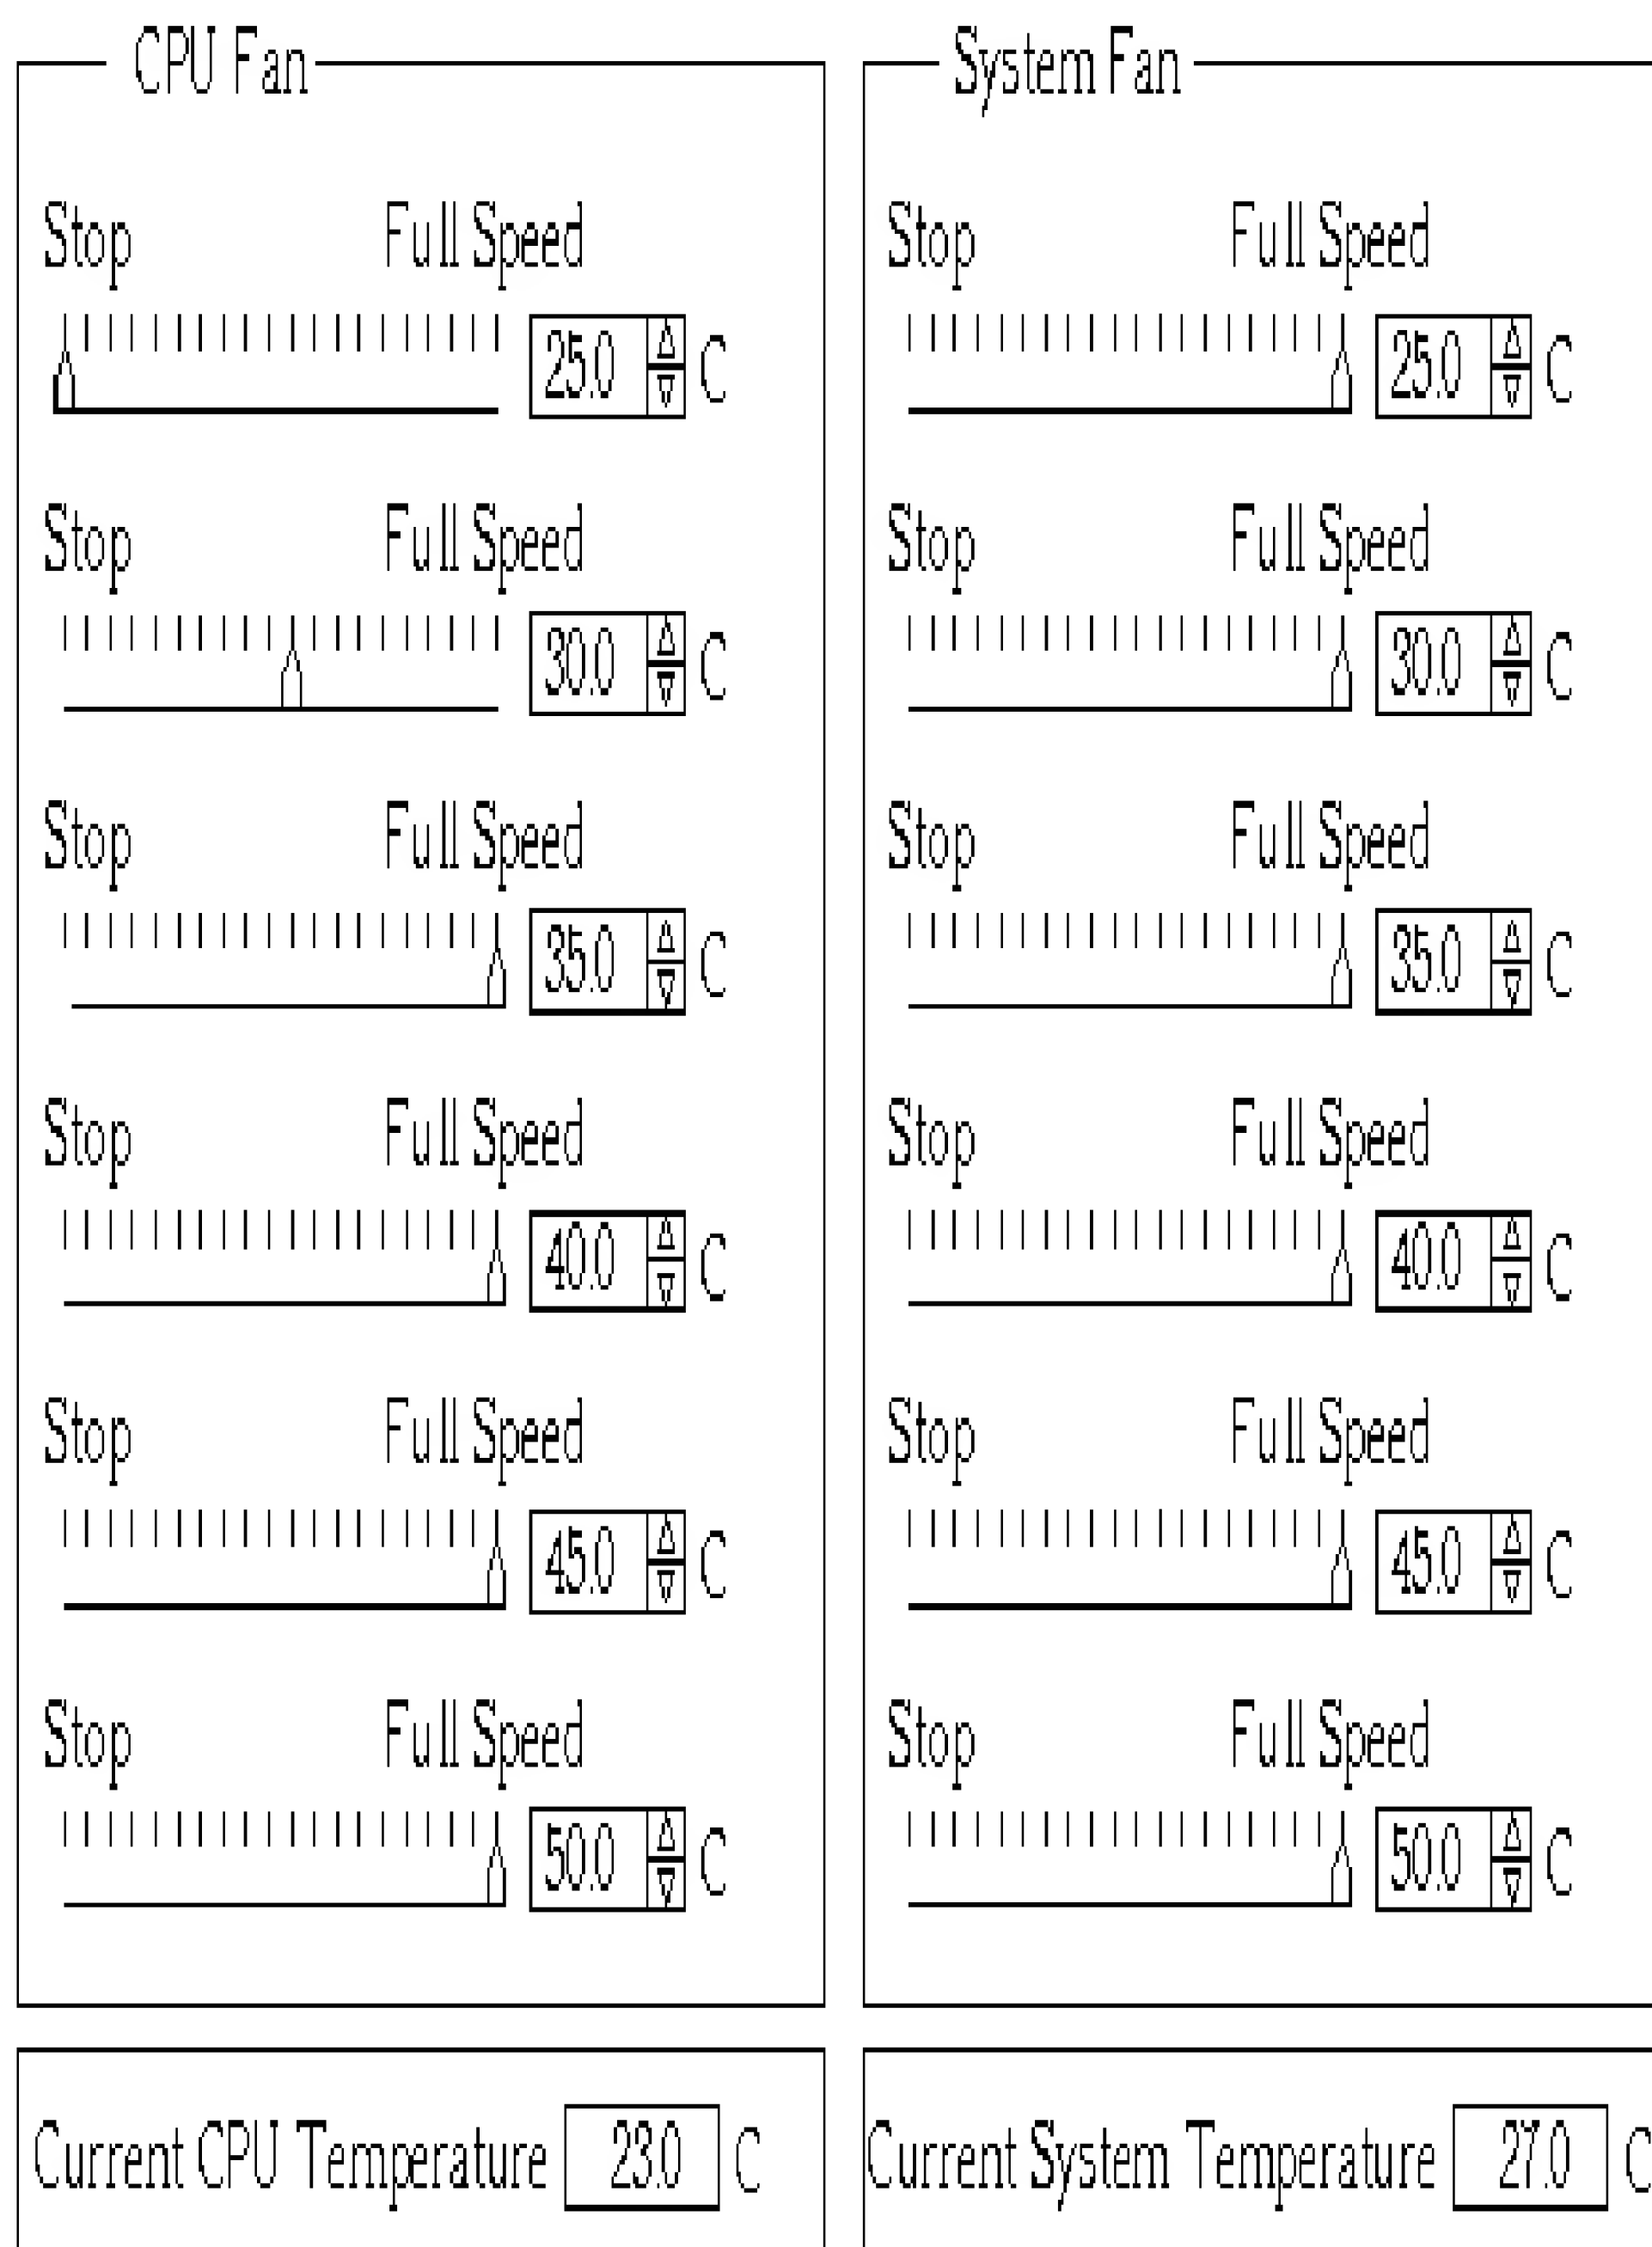 CPU Fan
Stop Full Speed
25.0 C
Stop Full Speed
30.0 C
Stop Full Speed
35.0 C
Stop Full Speed
40.0 C
Stop Full Speed
45.0 C
Stop Full Speed
50.0 C
Current CPU Temperature 23.0 C
System Fan
Stop Full Speed
25.0 C
Stop Full Speed
30.0 C
Stop Full Speed
35.0 C
Stop Full Speed
40.0 C
Stop Full Speed
45.0 C
Stop Full Speed
50.0 C
Current System Temperature 27.0 C